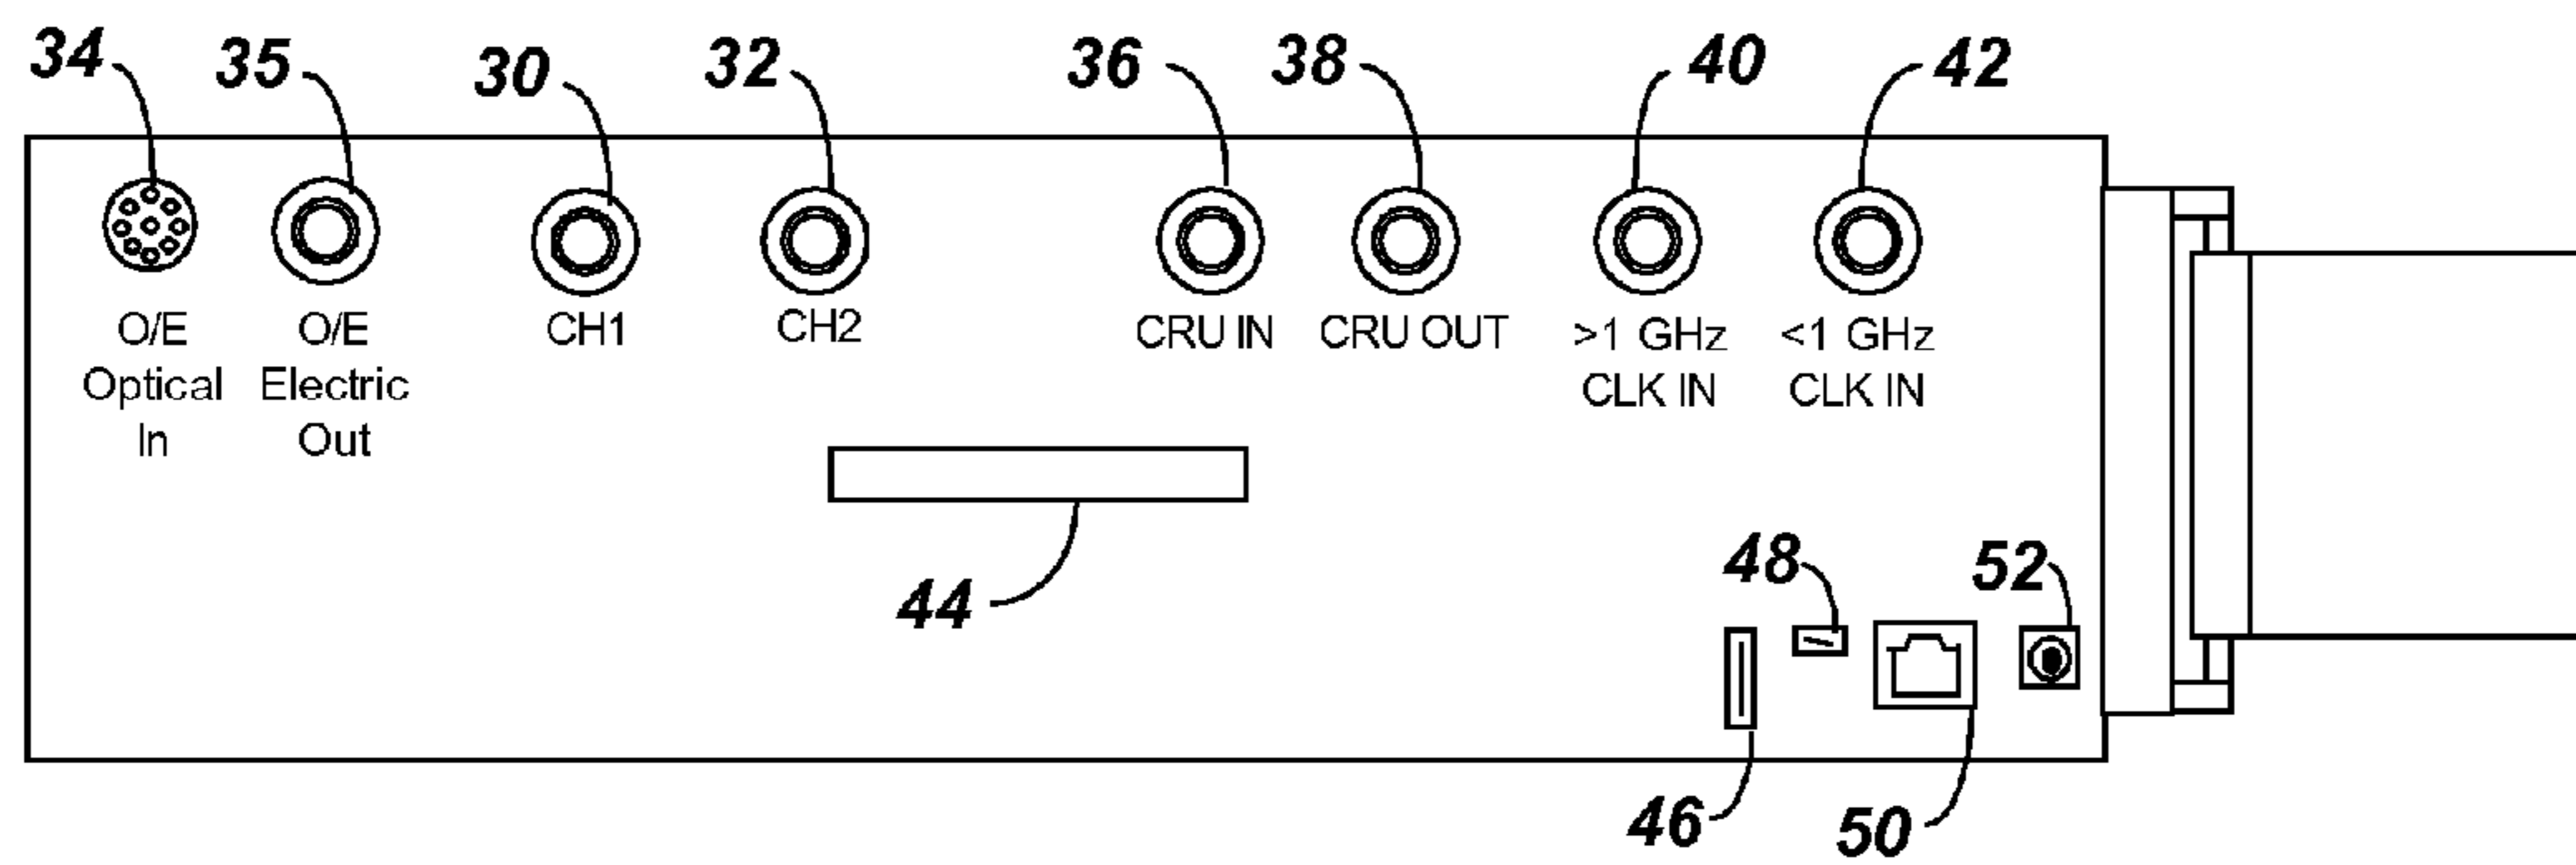 34 35 30 32 36 38 40 42
O/E Optical In
O/E Electric Out
CH1
CH2
CRU IN
CRU OUT
>1 GHz
CLK IN
<1 GHz
CLK IN
44
48
52
46
50